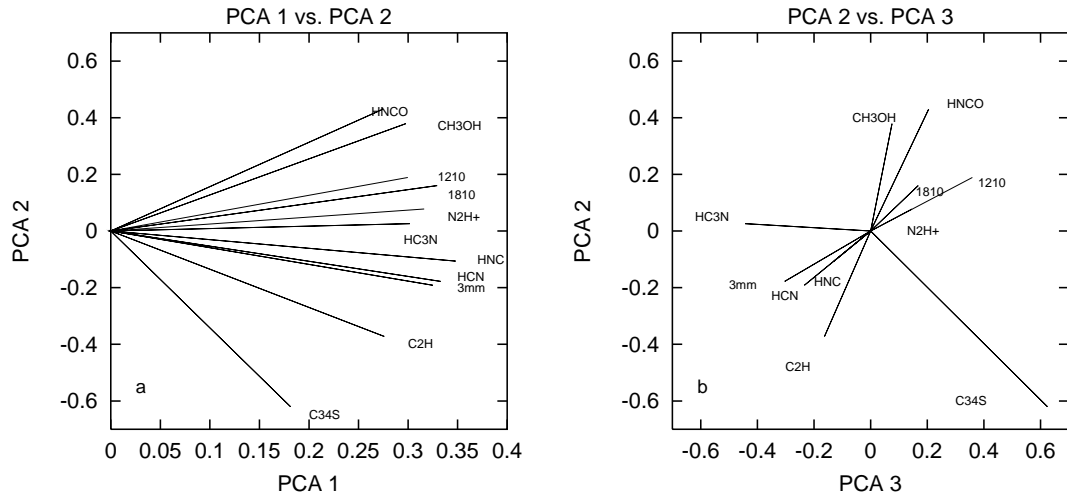 PCA 1 vs. PCA 2
PCA 2
0.6
0.4
0.2
0
-0.2
-0.4
-0.6
HNCO
CH3OH
1210
1810
N2H+
HC3N
HNC
HCN
3mm
C2H
C34S
a
0 0.05 0.1 0.15 0.2 0.25 0.3 0.35 0.4
PCA 1
PCA 2 vs. PCA 3
PCA 2
0.6
0.4
0.2
0
-0.2
-0.4
-0.6
HNCO
CH3OH
1210
1810
HC3N
N2H+
3mm
HNC
HCN
C2H
C34S
b
-0.6 -0.4 -0.2 0 0.2 0.4 0.6
PCA 3